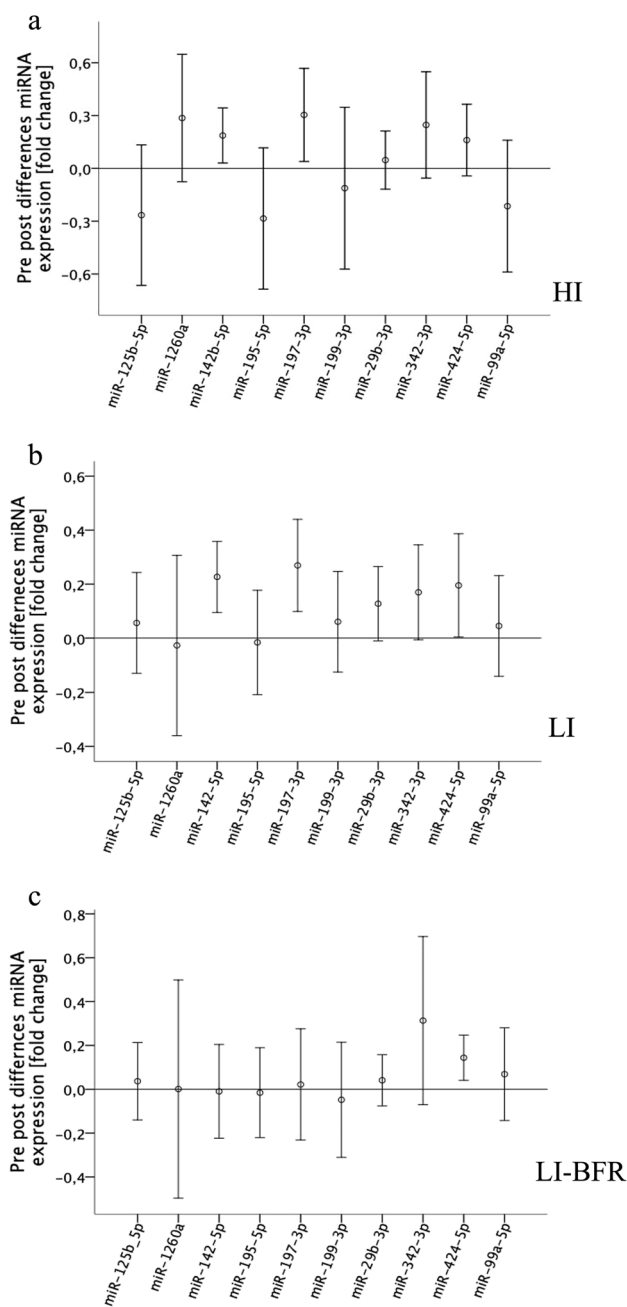 a
Pre post differences miRNA
expression [fold change]
0,6
0,3
0,0
-0,3
-0,6
HI
miR-125b-5p
miR-1260a
miR-142b-5p
miR-195-5p
miR-197-3p
miR-199-3p
miR-29b-3p
miR-342-3p
miR-424-5p
miR-99a-5p
b
Pre post differneces miRNA
expression [fold change]
0,6
0,4
0,2
0,0
-0,2
-0,4
LI
miR-125b-5p
miR-1260a
miR-142-5p
miR-195-5p
miR-197-3p
miR-199-3p
miR-29b-3p
miR-342-3p
miR-424-5p
miR-99a-5p
c
Pre post differnces miRNA
expression [fold change]
0,8
0,6
0,4
0,2
0,0
-0,2
-0,4
LI-BFR
miR-125b_5p
miR-1260a
miR-142-5p
miR-195-5p
miR-197-3p
miR-199-3p
miR-29b-3p
miR-342-3p
miR-424-5p
miR-99a-5p